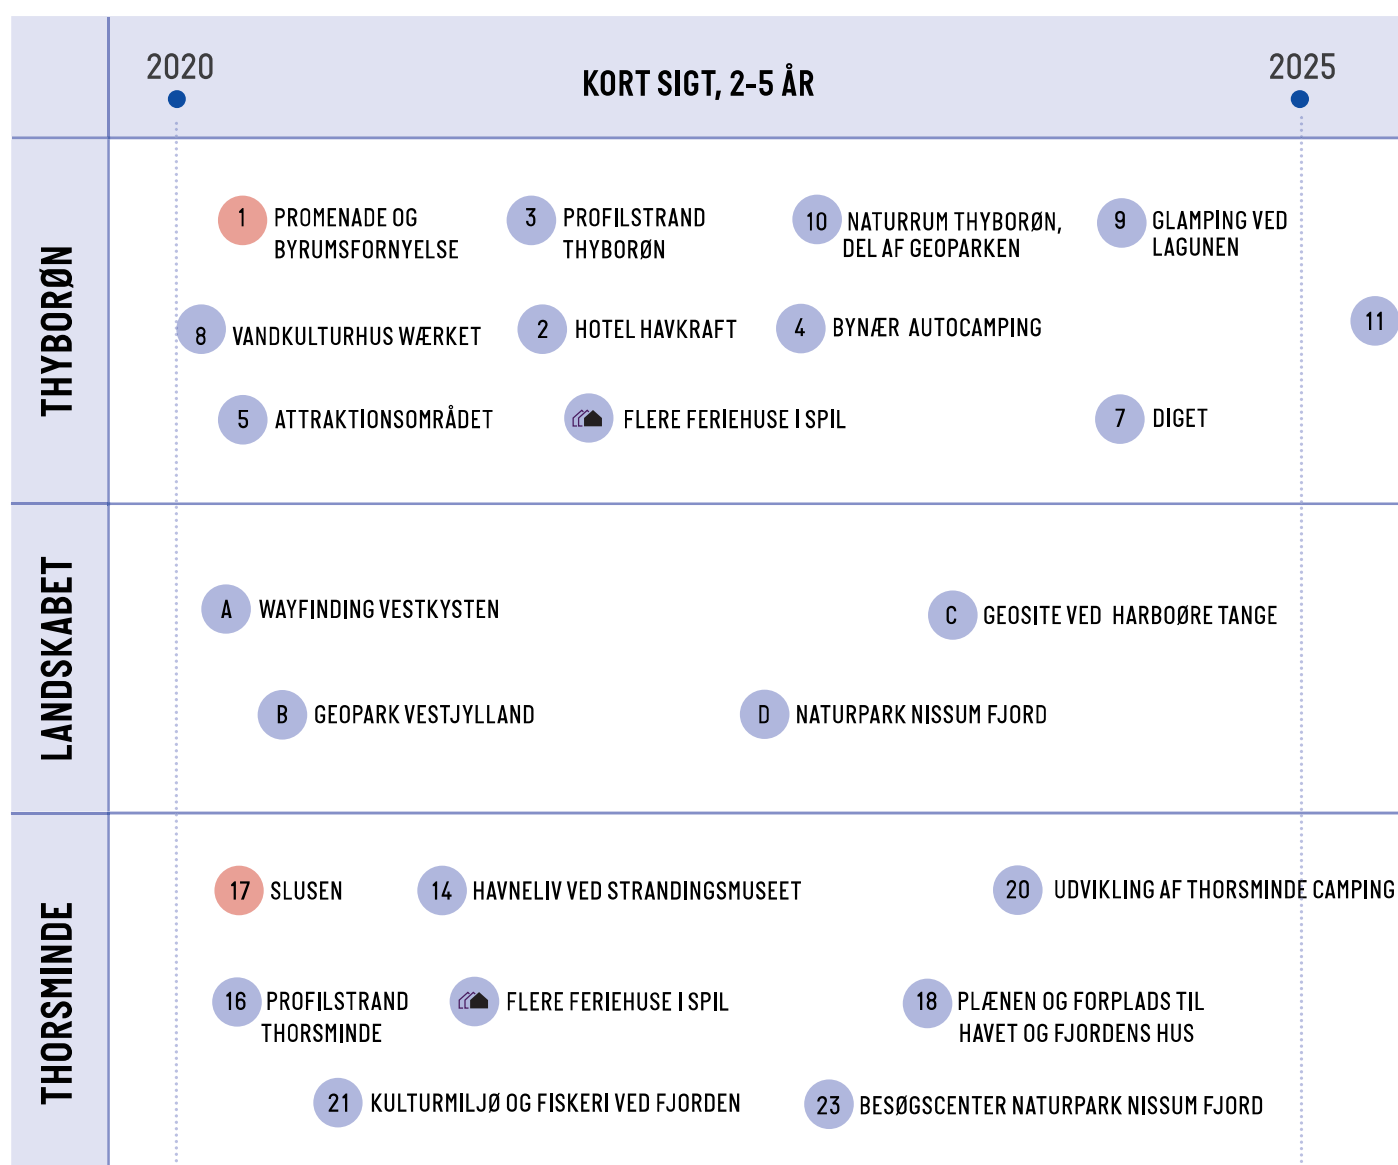 2020
KORT SIGT, 2-5 ÅR
2025
THYBORØN
1 PROMENADE OG
BYRUMSFORNYELSE
3 PROFILSTRAND
THYBORØN
10 NATURRUM THYBORØN,
DEL AF GEOPARKEN
9 GLAMPING VED
LAGUNEN
8 VANDKULTURHUS WÆRKET
2 HOTEL HAVKRAFT
4 BYNÆR AUTOCAMPING
11
5 ATTRAKTIONSOMRÅDET
FLERE FERIEHUSE I SPIL
7 DIGET
LANDSKABET
A WAYFINDING VESTKYSTEN
C GEOSITE VED HARBOØRE TANGE
B GEOPARK VESTJYLLAND
D NATURPARK NISSUM FJORD
THORSMINDE
17 SLUSEN
14 HAVNELIV VED STRANDINGSMUSEET
20 UDVIKLING AF THORSMINDE CAMPING
16 PROFILSTRAND
THORSMINDE
FLERE FERIEHUSE I SPIL
18 PLÆNEN OG FORPLADS TIL
HAVET OG FJORDENS HUS
21 KULTURMILJØ OG FISKERI VED FJORDEN
23 BESØGSCENTER NATURPARK NISSUM FJORD